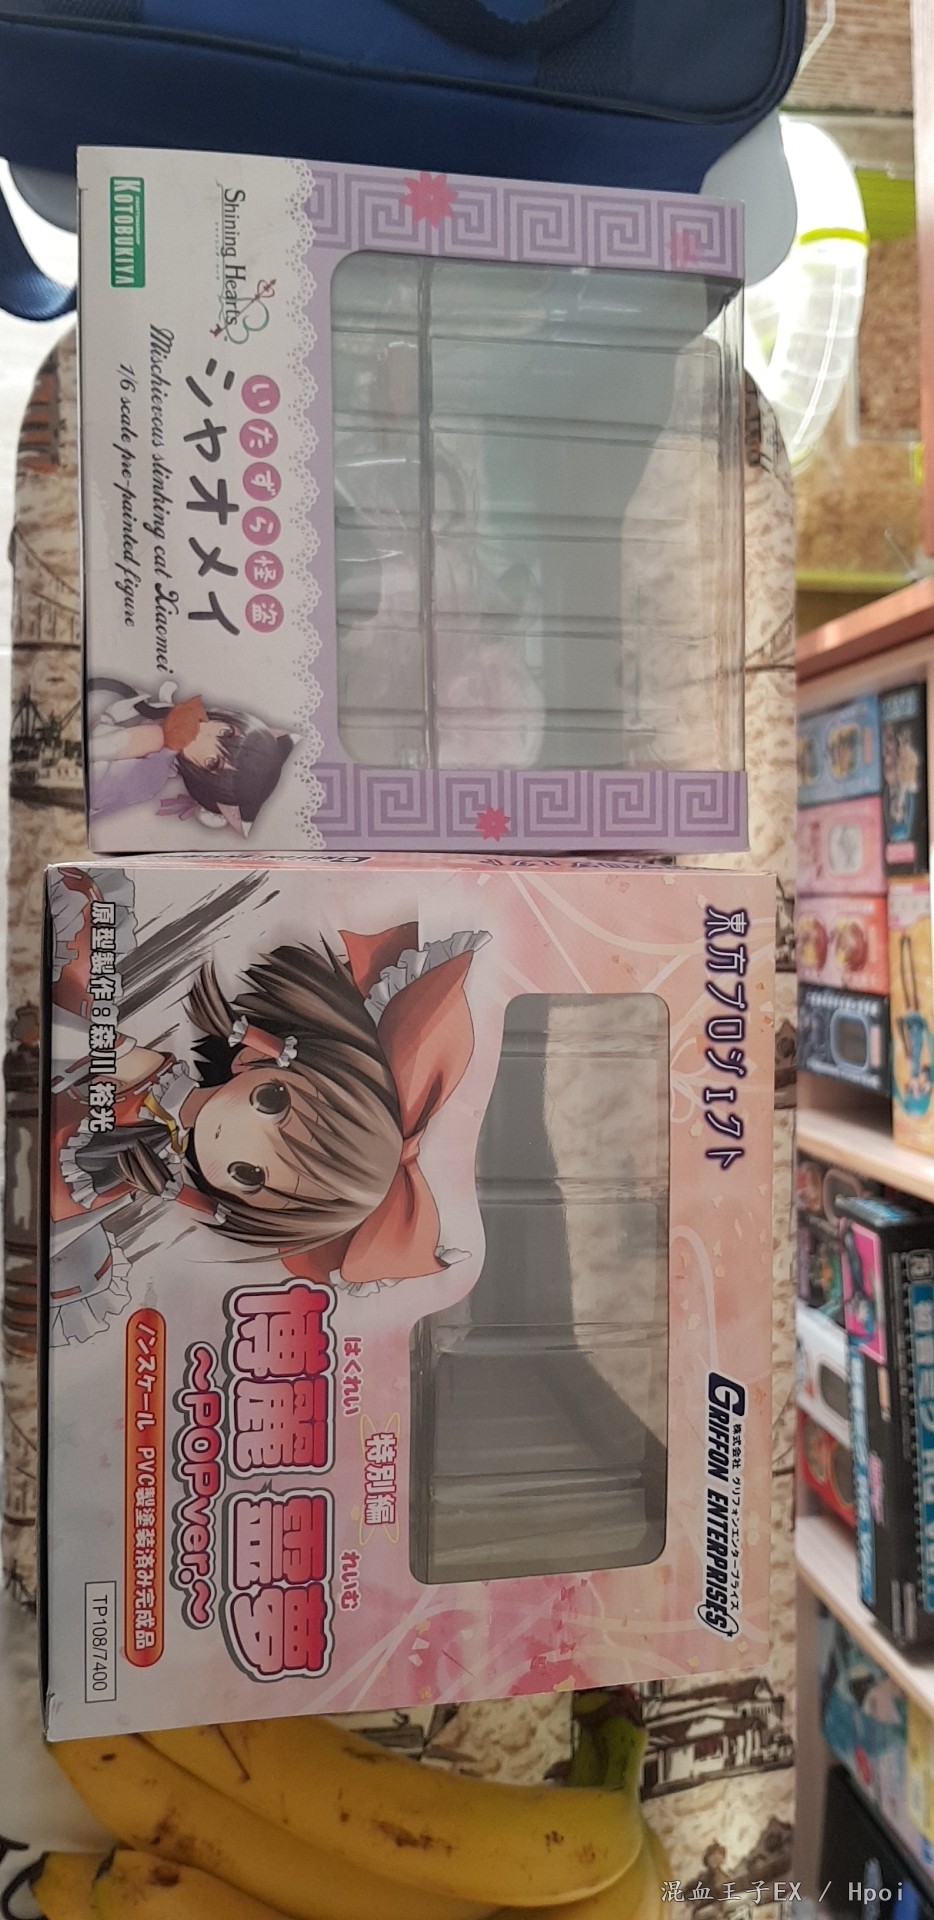 KOTOBUKIYA
Shining Hearts
いたずら怪盗
シャオメイ
Mischievous slinking cat Xiaomei
1/6 scale pre-painted figure
東方プロジェクト
株式会社 グリフォンエンタープライズ
GRIFFON ENTERPRISES
特別編
はくれい れいむ
博麗 霊夢
～POPver.～
ノンスケール PVC製塗装済み完成品
TP108/7400
原型製作：森川 裕光
混血王子EX / Hpoi